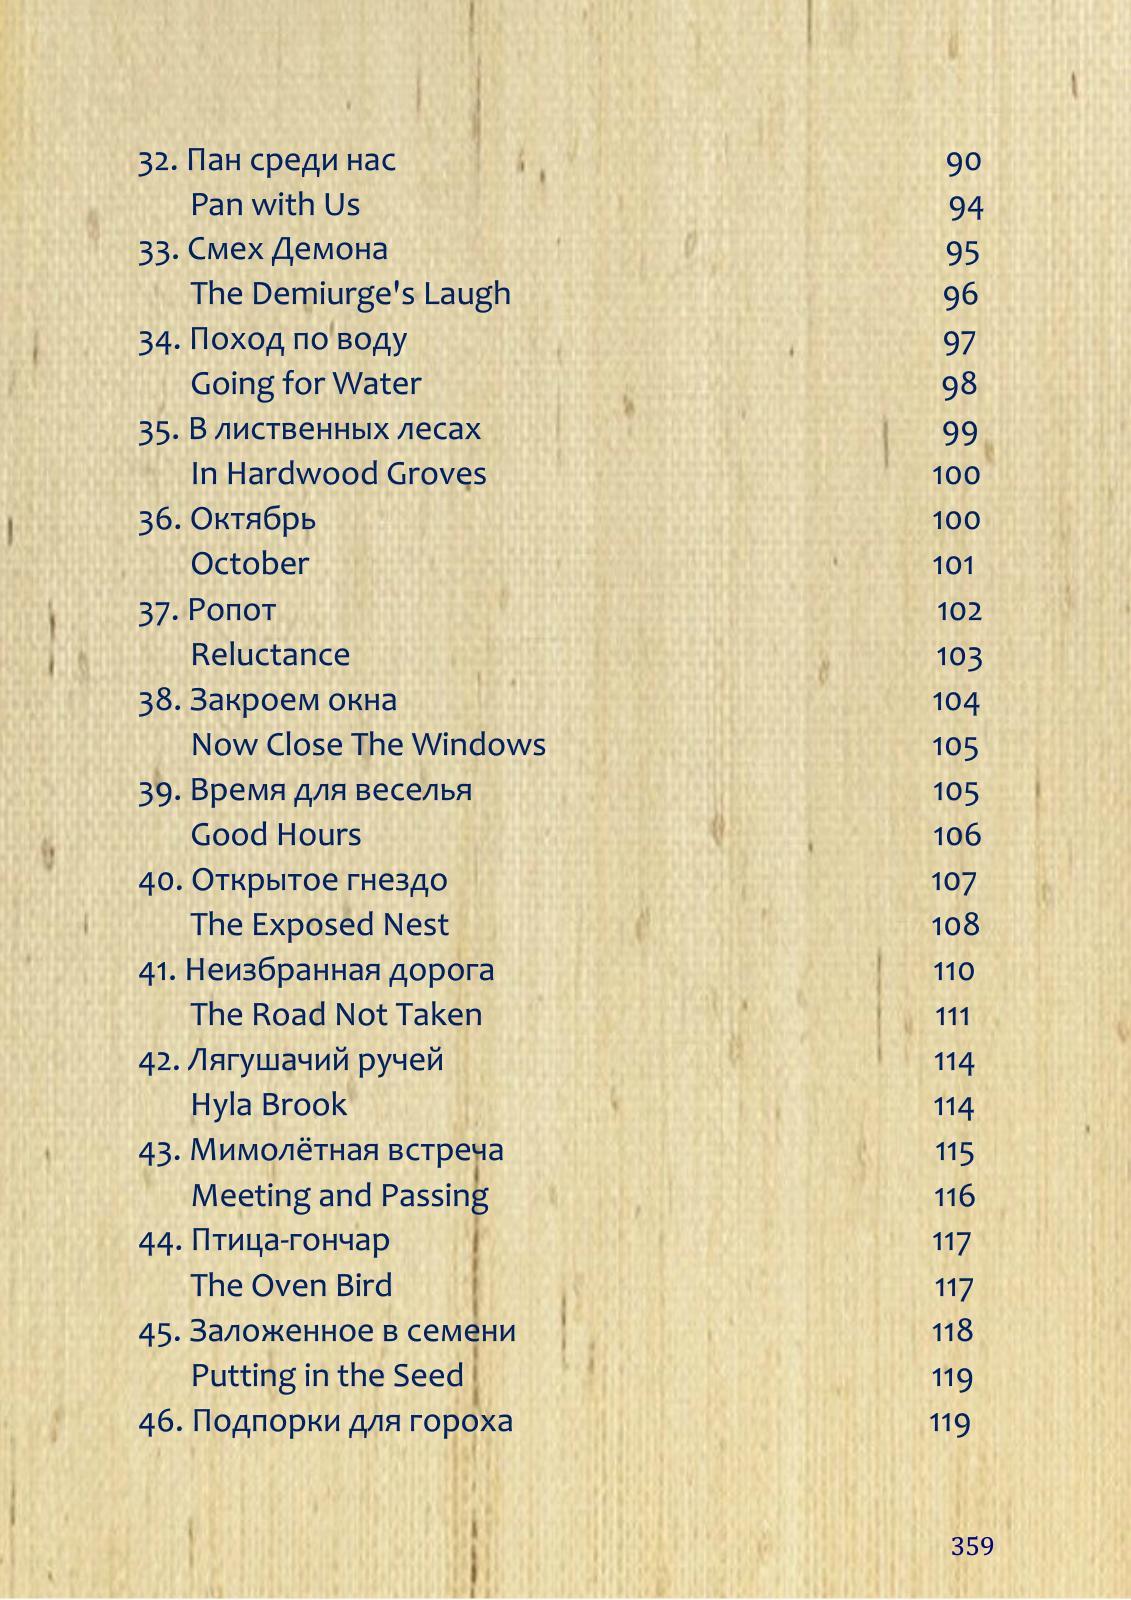 32. Пан среди нас 90
Pan with Us 94
33. Смех Демона 95
The Demiurge's Laugh 96
34. Поход по воду 97
Going for Water 98
35. В лиственных лесах 99
In Hardwood Groves 100
36. Октябрь 100
October 101
37. Ропот 102
Reluctance 103
38. Закроем окна 104
Now Close The Windows 105
39. Время для веселья 105
Good Hours 106
40. Открытое гнездо 107
The Exposed Nest 108
41. Неизбранная дорога 110
The Road Not Taken 111
42. Лягушачий ручей 114
Hyla Brook 114
43. Мимолётная встреча 115
Meeting and Passing 116
44. Птица-гончар 117
The Oven Bird 117
45. Заложенное в семени 118
Putting in the Seed 119
46. Подпорки для гороха 119
359